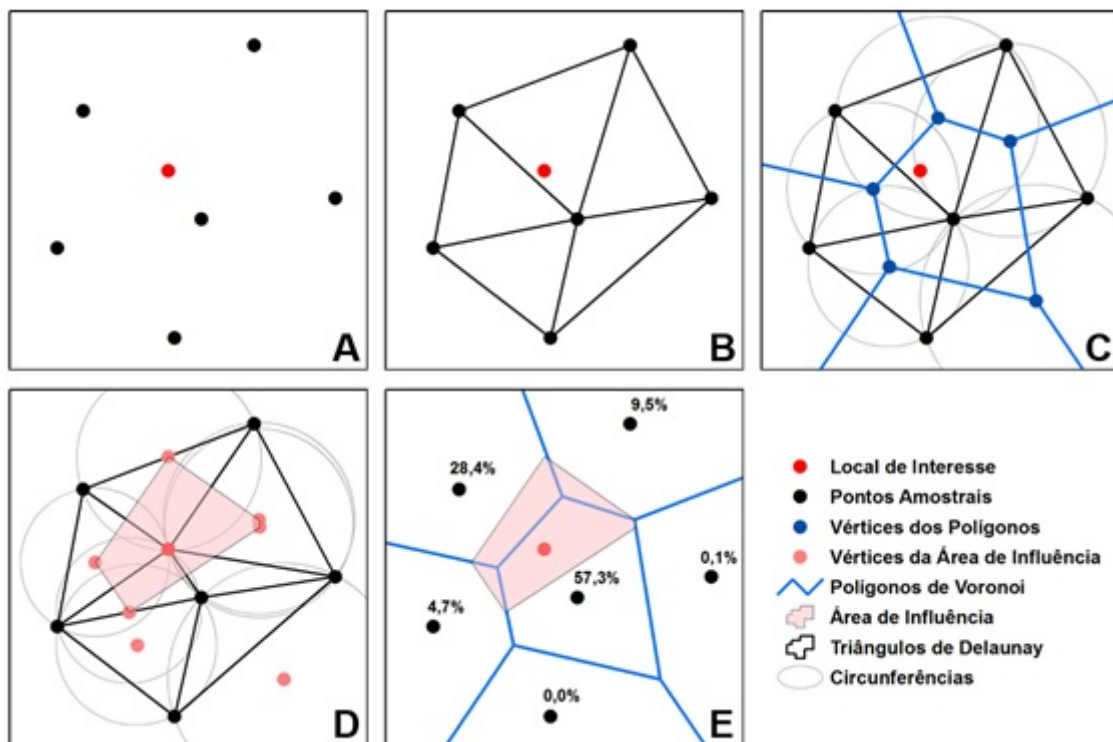 A
B
C
D
9,5%
28,4%
0,1%
57,3%
4,7%
0,0%
E
Local de Interesse
Pontos Amostrais
Vértices dos Polígonos
Vértices da Área de Influência
Polígonos de Voronoi
Área de Influência
Triângulos de Delaunay
Circunferências